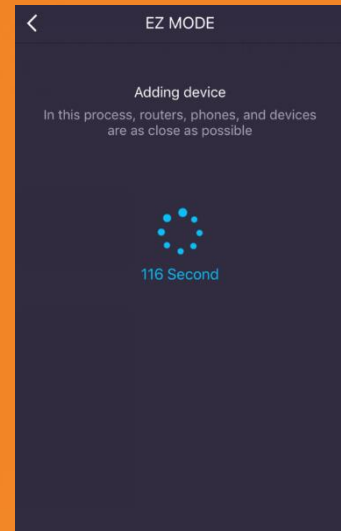 EZ MODE
Adding device
In this process, routers, phones, and devices
are as close as possible
116 Second